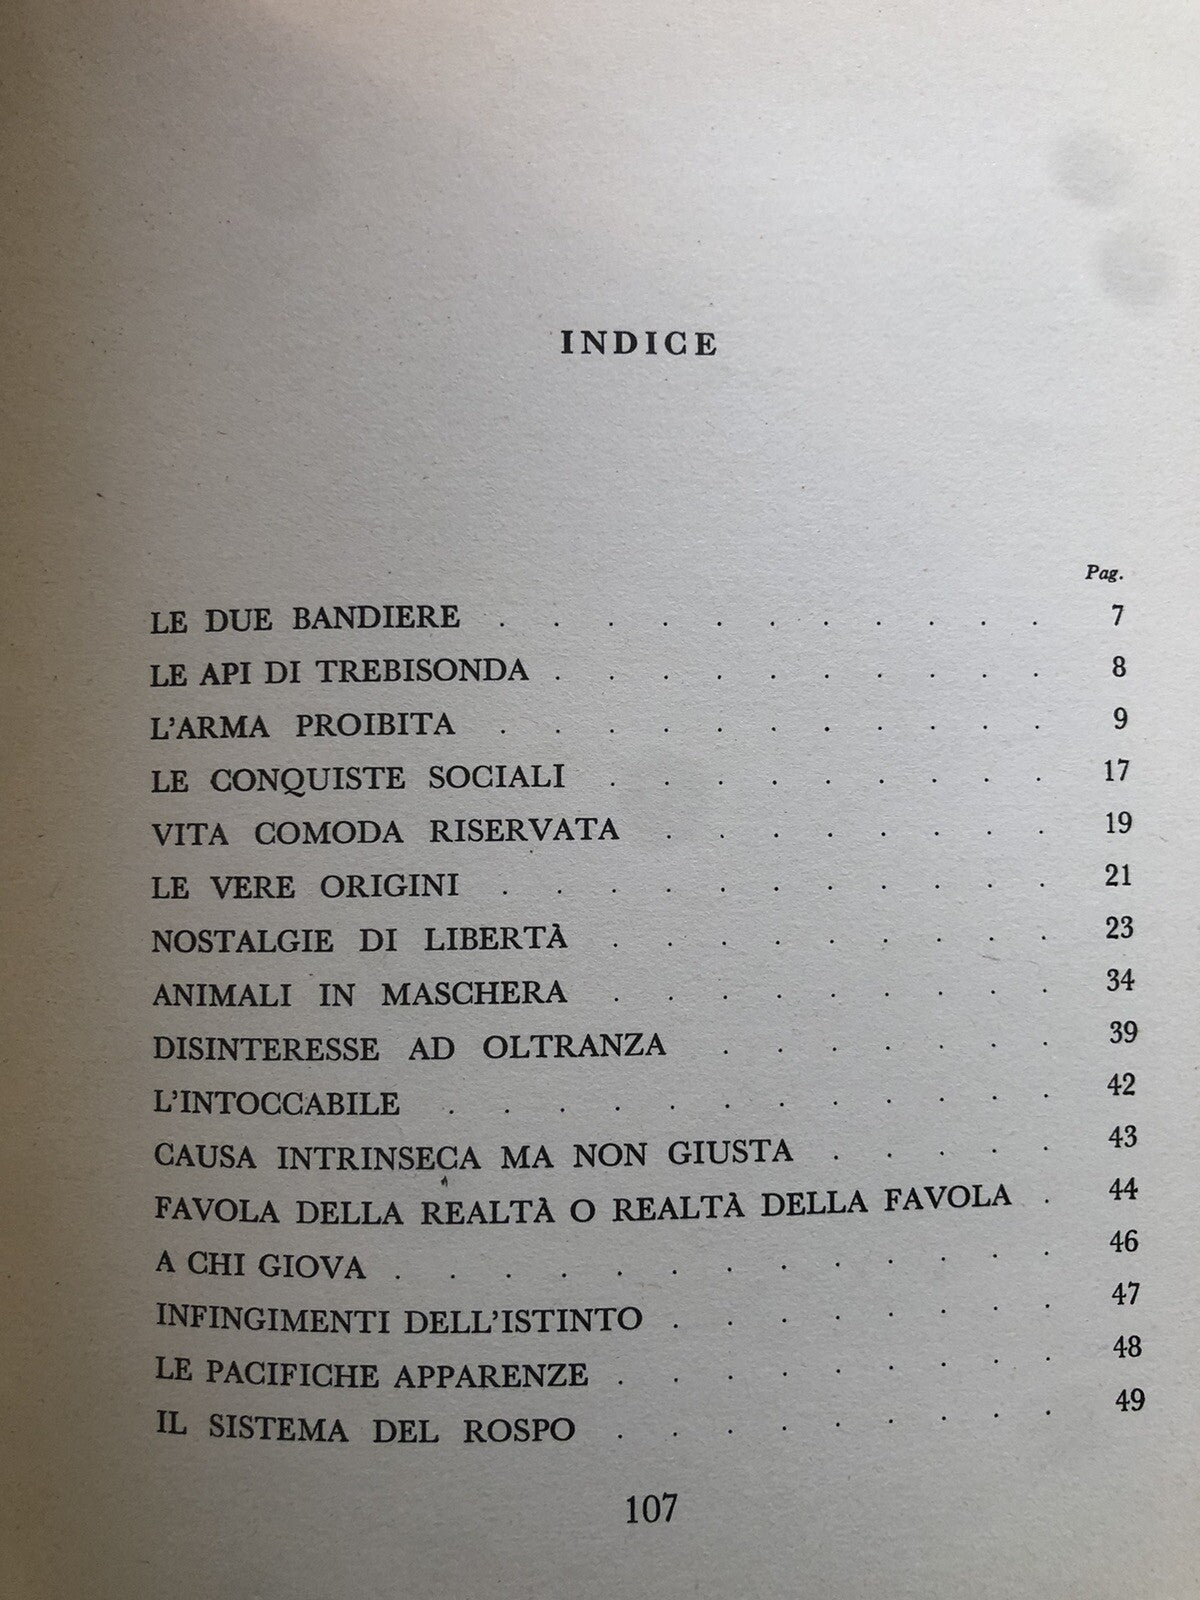 INDICE
Pag.
LE DUE BANDIERE . . . . . . . . . . . 7
LE API DI TREBISONDA . . . . . . . . . . 8
L'ARMA PROIBITA . . . . . . . . . . . 9
LE CONQUISTE SOCIALI . . . . . . . . . 17
VITA COMODA RISERVATA . . . . . . . . 19
LE VERE ORIGINI . . . . . . . . . . . 21
NOSTALGIE DI LIBERTÀ . . . . . . . . . 23
ANIMALI IN MASCHERA . . . . . . . . . 34
DISINTERESSE AD OLTRANZA . . . . . . . 39
L'INTOCCABILE . . . . . . . . . . . . 42
CAUSA INTRINSECA MA NON GIUSTA . . . . . 43
FAVOLA DELLA REALTÀ O REALTÀ DELLA FAVOLA . 44
A CHI GIOVA . . . . . . . . . . . . . 46
INFINGIMENTI DELL'ISTINTO . . . . . . . . 47
LE PACIFICHE APPARENZE . . . . . . . . . 48
IL SISTEMA DEL ROSPO . . . . . . . . . 49
107